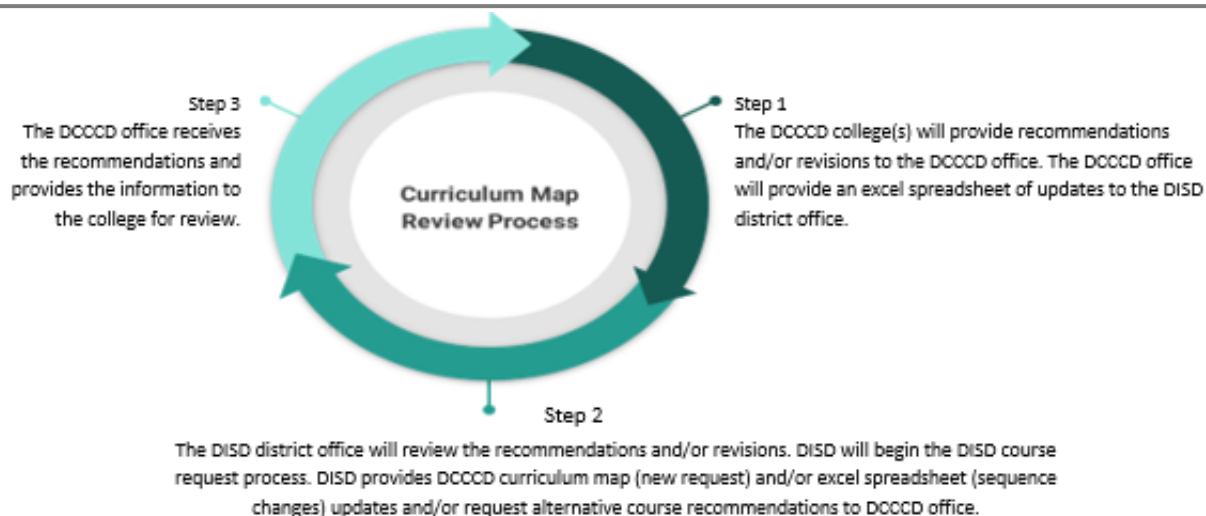 Curriculum Map
Review Process
Step 1
The DCCCD college(s) will provide recommendations
and/or revisions to the DCCCD office. The DCCCD office
will provide an excel spreadsheet of updates to the DISD
district office.
Step 2
The DISD district office will review the recommendations and/or revisions. DISD will begin the DISD course
request process. DISD provides DCCCD curriculum map (new request) and/or excel spreadsheet (sequence
changes) updates and/or request alternative course recommendations to DCCCD office.
Step 3
The DCCCD office receives
the recommendations and
provides the information to
the college for review.